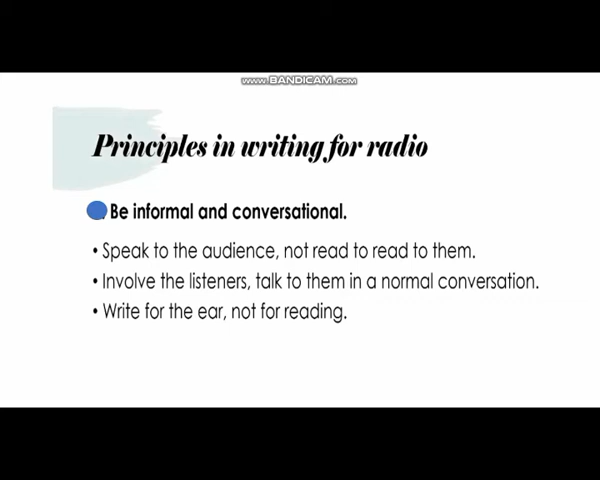 www.BANDICAM.com
Principles in writing for radio
. Be informal and conversational.
• Speak to the audience, not read to read to them.
• Involve the listeners, talk to them in a normal conversation.
• Write for the ear, not for reading.